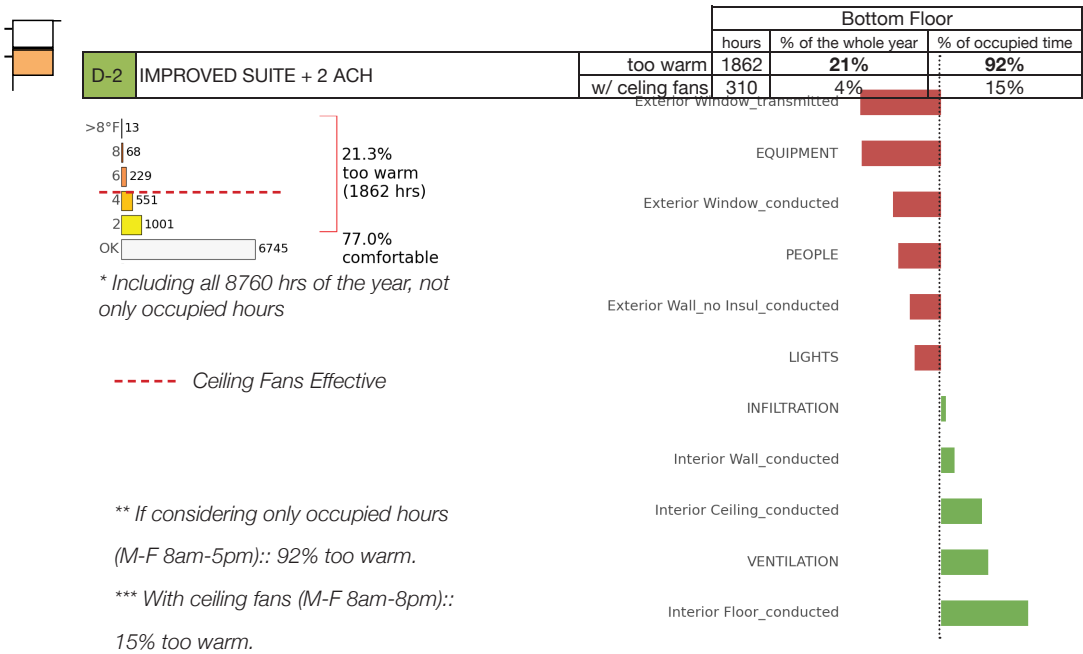 Bottom Floor
hours % of the whole year % of occupied time
D-2 IMPROVED SUITE + 2 ACH too warm 1862 21% 92%
w/ celing fans 310 4% 15%
>8°F 13
8 68
6 229
4 551
2 1001
OK 6745
21.3%
too warm
(1862 hrs)
77.0%
comfortable
* Including all 8760 hrs of the year, not
only occupied hours
Ceiling Fans Effective
** If considering only occupied hours
(M-F 8am-5pm):: 92% too warm.
*** With ceiling fans (M-F 8am-8pm)::
15% too warm.
Exterior Window_transmitted
EQUIPMENT
Exterior Window_conducted
PEOPLE
Exterior Wall_no Insul_conducted
LIGHTS
INFILTRATION
Interior Wall_conducted
Interior Ceiling_conducted
VENTILATION
Interior Floor_conducted